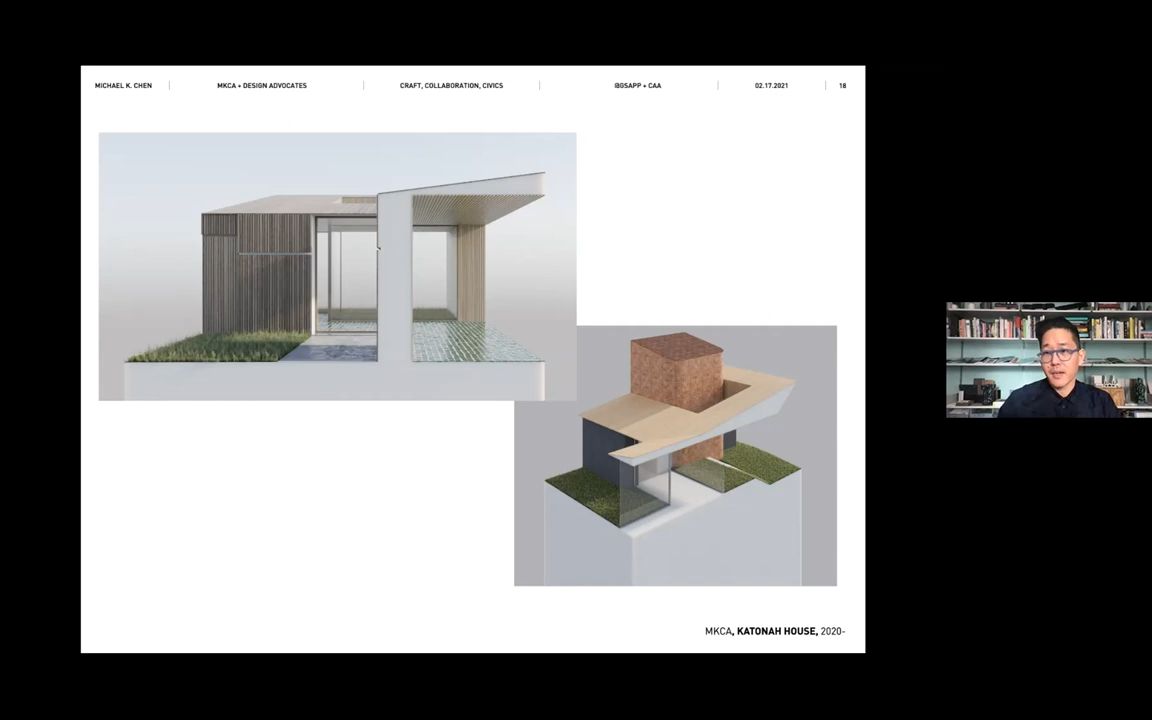 MICHAEL K. CHEN
MKCA + DESIGN ADVOCATES
CRAFT, COLLABORATION, CIVICS
@GSAPP + CAA
02.17.2021
18
MKCA, KATONAH HOUSE, 2020-